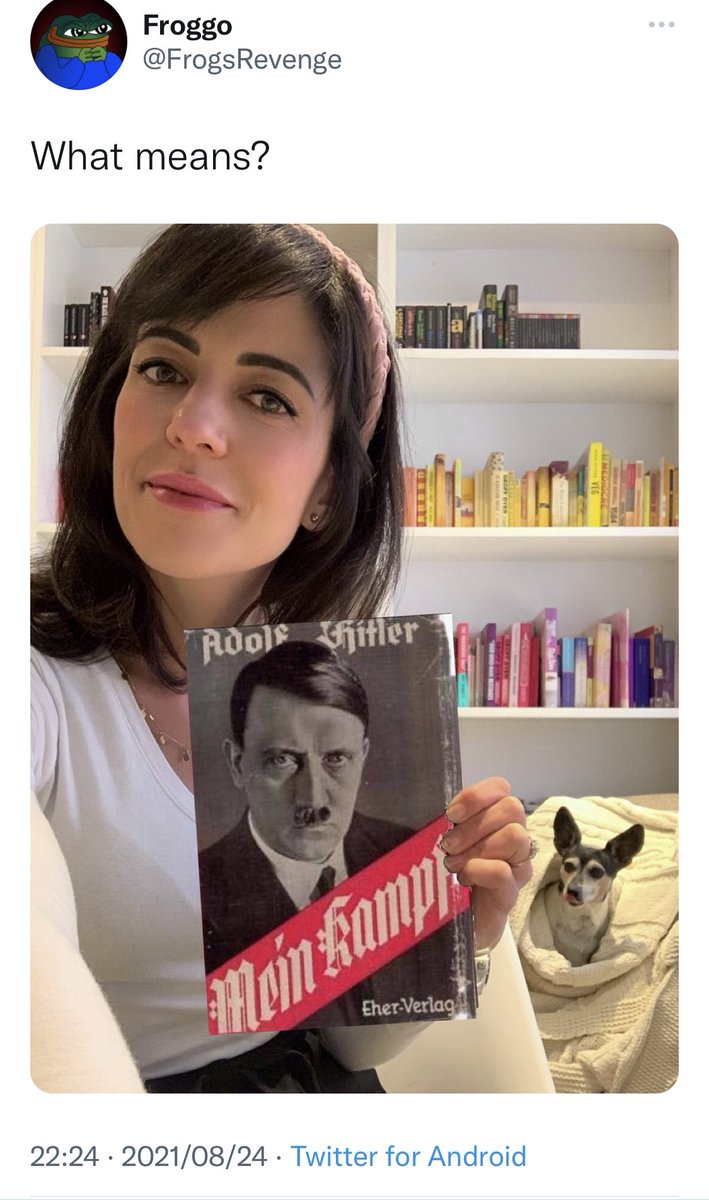 Froggo
@FrogsRevenge
What means?
Adolf Hitler
Mein Kampf
Eher-Verlag
22:24 · 2021/08/24 · Twitter for Android